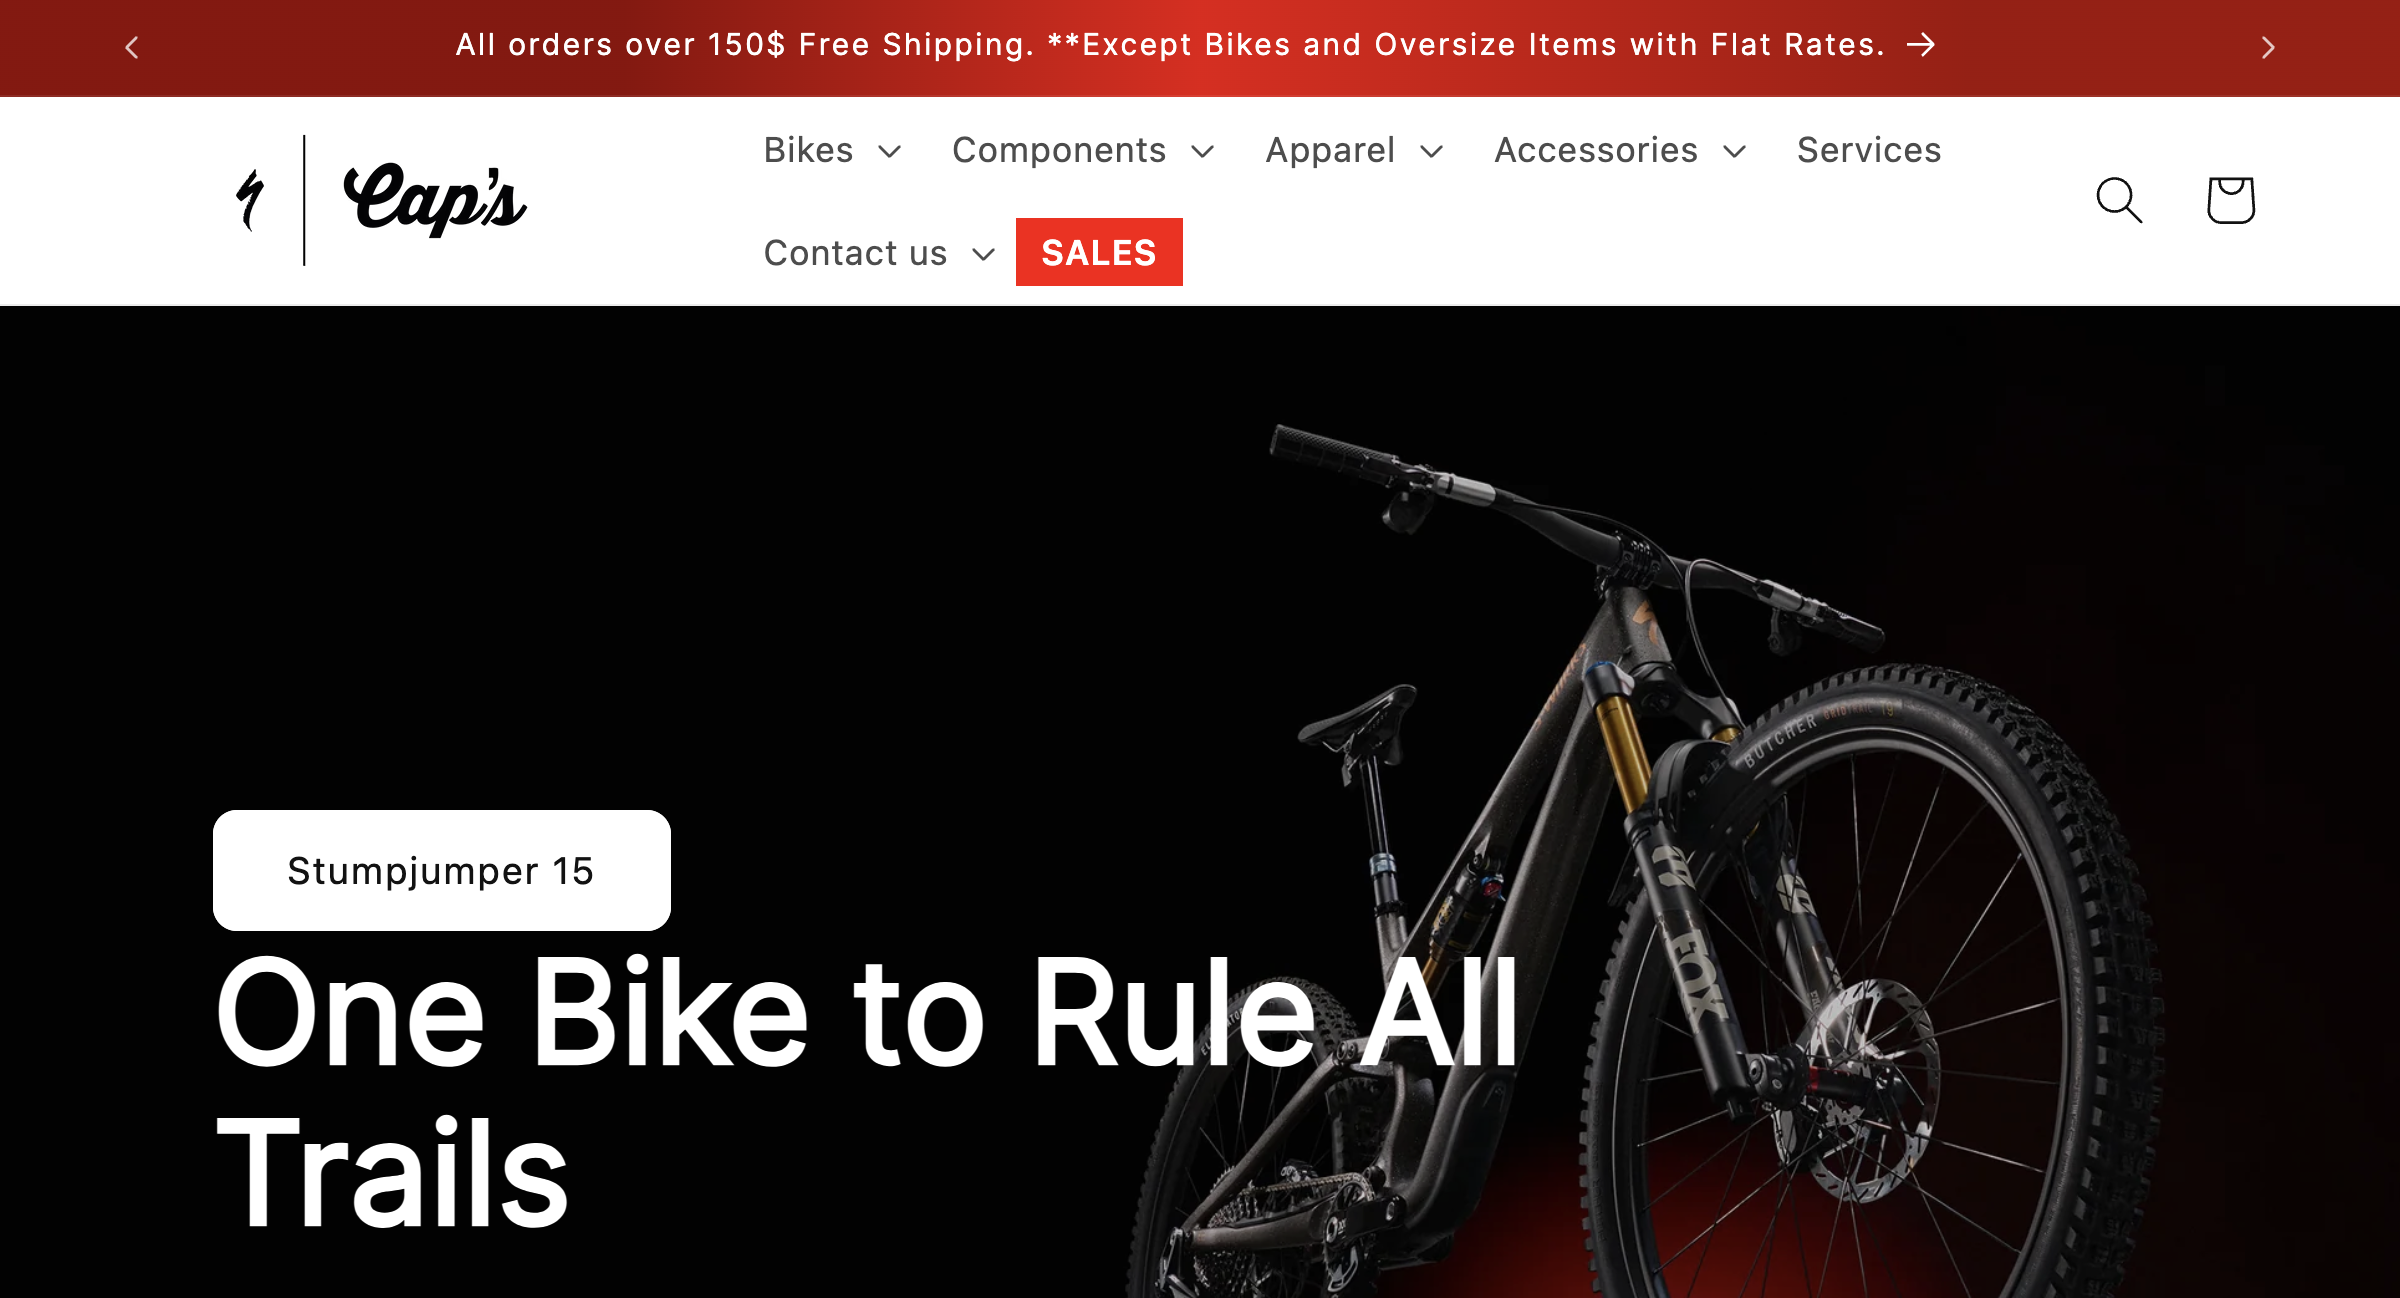 All orders over 150$ Free Shipping. **Except Bikes and Oversize Items with Flat Rates.
Cap's
Bikes
Components
Apparel
Accessories
Services
Contact us
SALES
BUTCHER
Stumpjumper 15
FOX
One Bike to Rule All
Trails